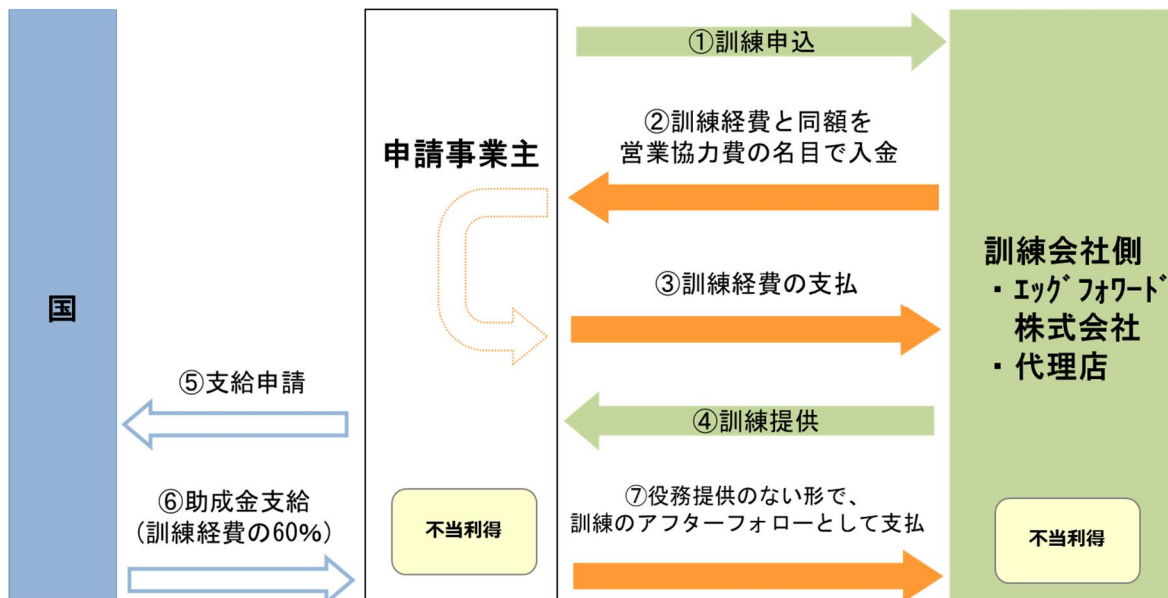 ①訓練申込
②訓練経費と同額を
営業協力費の名目で入金
申請事業主
③訓練経費の支払
訓練会社側
・ｴｯｸﾞﾌｫﾜｰﾄﾞ
株式会社
・代理店
国
⑤支給申請
④訓練提供
⑥助成金支給
(訓練経費の60%)
不当利得
⑦役務提供のない形で、
訓練のアフターフォローとして支払
不当利得